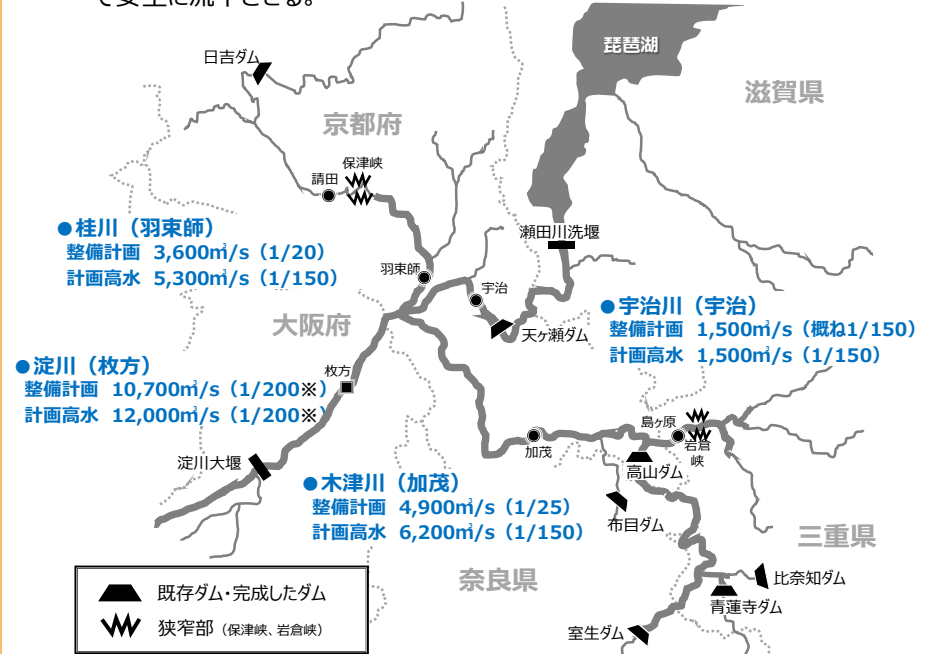 で安全に流下できる。
琵琶湖
日吉ダム
滋賀県
京都府
保津峡
請田
●桂川（羽束師）
整備計画 3,600㎥/s（1/20）
計画高水 5,300㎥/s（1/150）
瀬田川洗堰
羽束師
宇治
●宇治川（宇治）
整備計画 1,500㎥/s（概ね1/150）
計画高水 1,500㎥/s（1/150）
大阪府
天ヶ瀬ダム
●淀川（枚方）
整備計画 10,700㎥/s（1/200※）
計画高水 12,000㎥/s（1/200※）
枚方
島ヶ原
岩倉
峡
加茂
淀川大堰
高山ダム
●木津川（加茂）
整備計画 4,900㎥/s（1/25）
計画高水 6,200㎥/s（1/150）
布目ダム
三重県
奈良県
比奈知ダム
青蓮寺ダム
室生ダム
既存ダム・完成したダム
狭窄部（保津峡、岩倉峡）